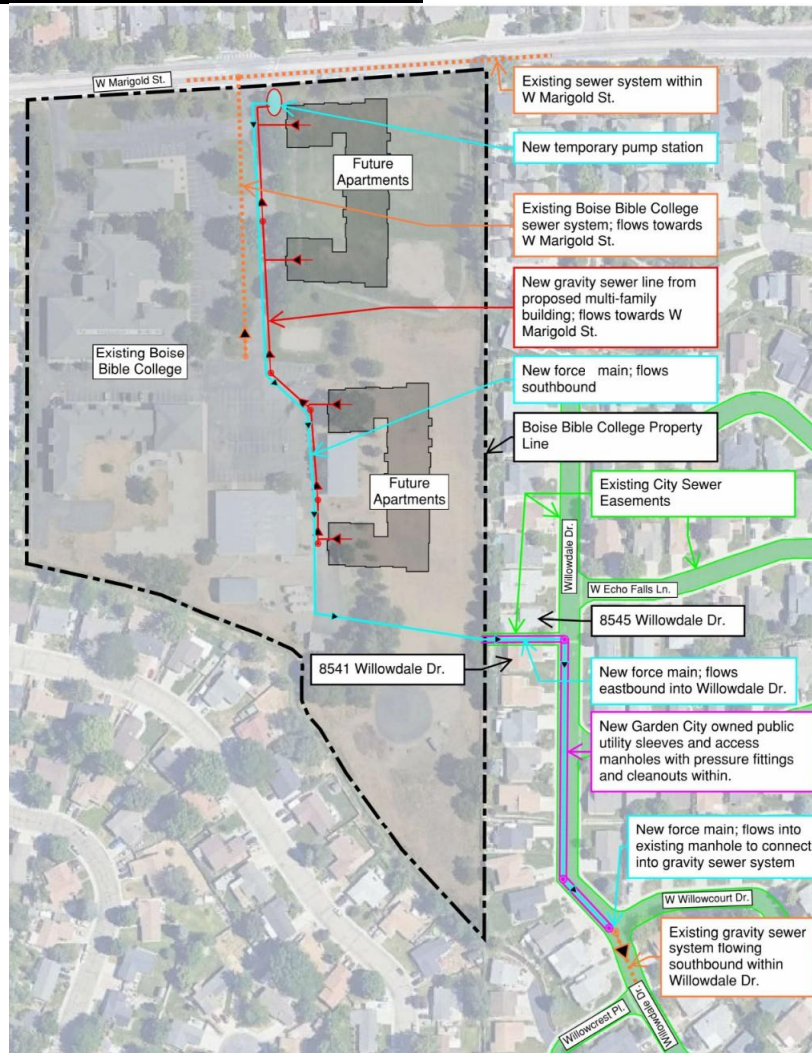 W Marigold St.
Existing sewer system within
W Marigold St.
New temporary pump station
Future
Apartments
Existing Boise Bible College
sewer system; flows towards
W Marigold St.
New gravity sewer line from
proposed multi-family
building; flows towards W
Marigold St.
Existing Boise
Bible College
New force main; flows
southbound
Boise Bible College Property
Line
Future
Apartments
Existing City Sewer
Easements
Willowdale Dr.
W Echo Falls Ln.
8545 Willowdale Dr.
8541 Willowdale Dr.
New force main; flows
eastbound into Willowdale Dr.
New Garden City owned public
utility sleeves and access
manholes with pressure fittings
and cleanouts within.
New force main; flows into
existing manhole to connect
into gravity sewer system
W Willowcourt Dr.
Existing gravity sewer
system flowing
southbound within
Willowdale Dr.
Willowcrest Pl.
Willowdale Dr.